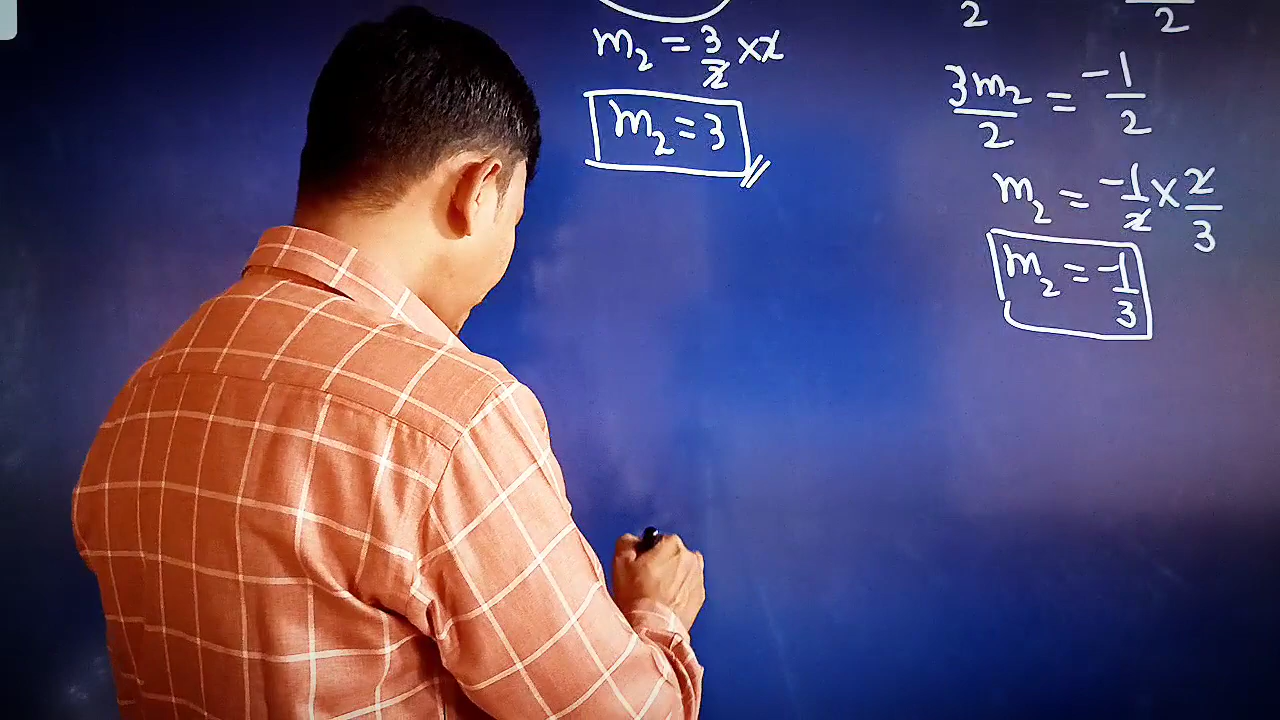 m₂ = 3/2 × 2
m₂ = 3
2 2
3m₂/2 = -1/2
m₂ = -1/2 × 2/3
m₂ = -1/3